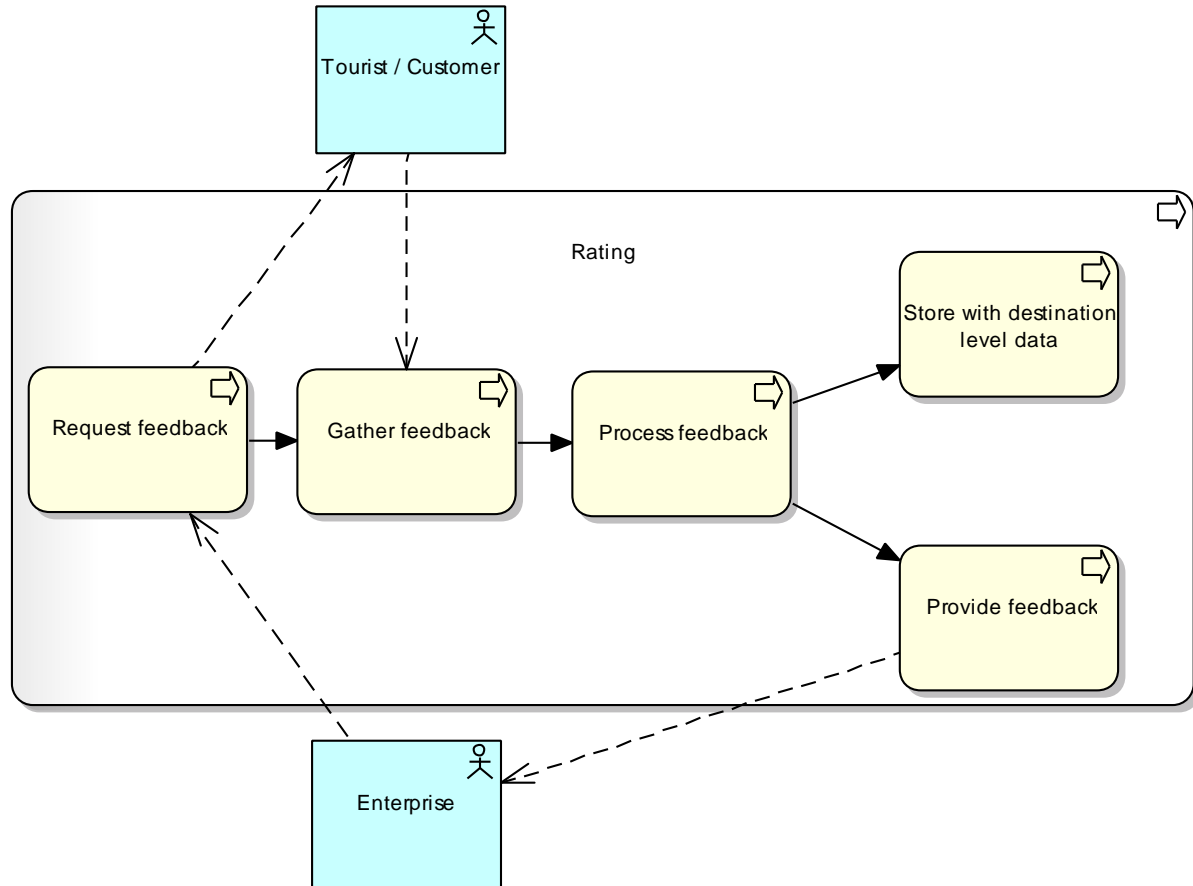 Tourist / Customer
Rating
Store with destination
level data
Request feedback
Gather feedback
Process feedback
Provide feedback
Enterprise